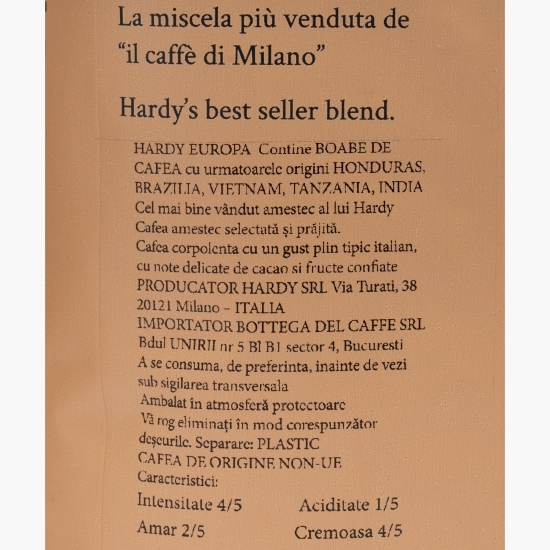 La miscela più venduta de
“il caffè di Milano”
Hardy’s best seller blend.
HARDY EUROPA Contine BOABE DE
CAFEA cu urmatoarele origini HONDURAS,
BRAZILIA, VIETNAM, TANZANIA, INDIA
Cel mai bine vândut amestec al lui Hardy
Cafea amestec selectată și prăjită.
Cafea corpolenta cu un gust plin tipic italian,
cu note delicate de cacao si fructe confiate
PRODUCATOR HARDY SRL Via Turati, 38
20121 Milano – ITALIA
IMPORTATOR BOTTEGA DEL CAFFE SRL
Bdul UNIRII nr 5 Bl B1 sector 4, Bucuresti
A se consuma, de preferinta, inainte de vezi
sub sigilarea transversala
Ambalat în atmosferă protectoare
Vă rog eliminați în mod corespunzător
deșeurile. Separare: PLASTIC
CAFEA DE ORIGINE NON-UE
Caracteristici:
Intensitate 4/5 Aciditate 1/5
Amar 2/5 Cremoasa 4/5